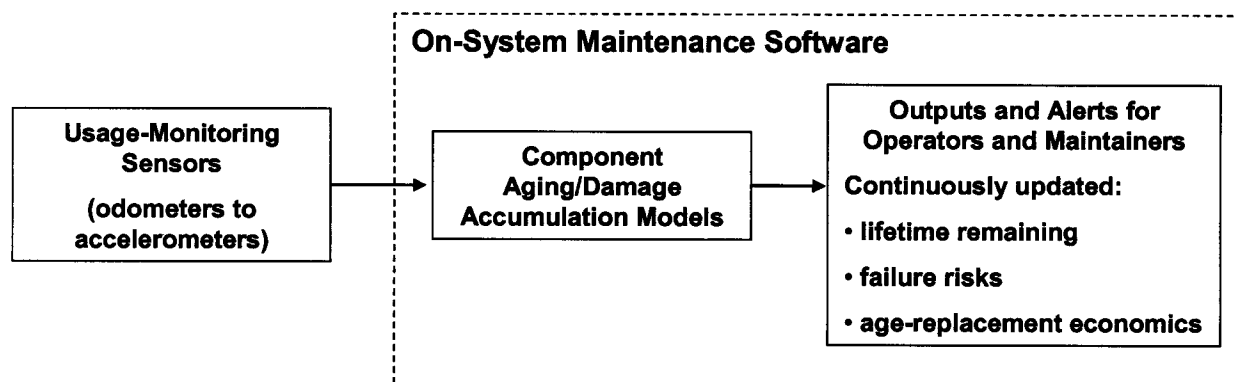 On-System Maintenance Software
Usage-Monitoring
Sensors
(odometers to
accelerometers)
Component
Aging/Damage
Accumulation Models
Outputs and Alerts for
Operators and Maintainers
Continuously updated:
• lifetime remaining
• failure risks
• age-replacement economics